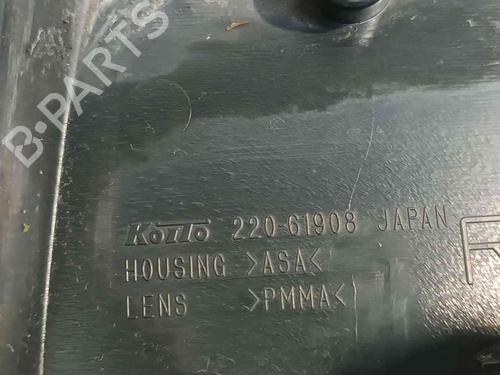 B-PARTS
Koito 220-61908 JAPAN
HOUSING >ASA<
LENS >PMMA<
R